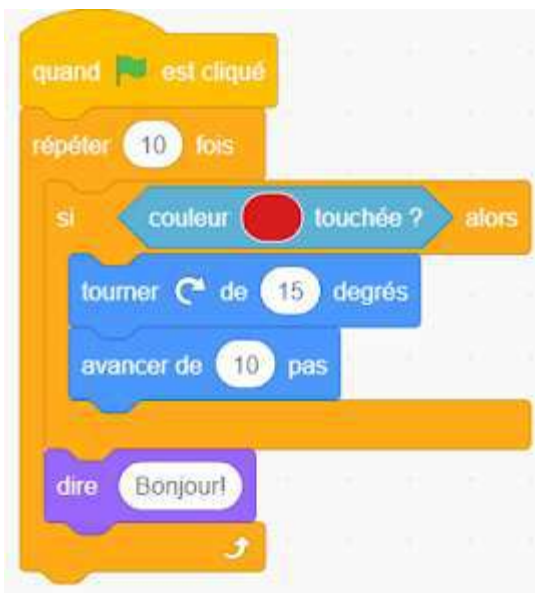 quand est cliqué
répéter 10 fois
si couleur touchée ? alors
tourner de 15 degrés
avancer de 10 pas
dire Bonjour!